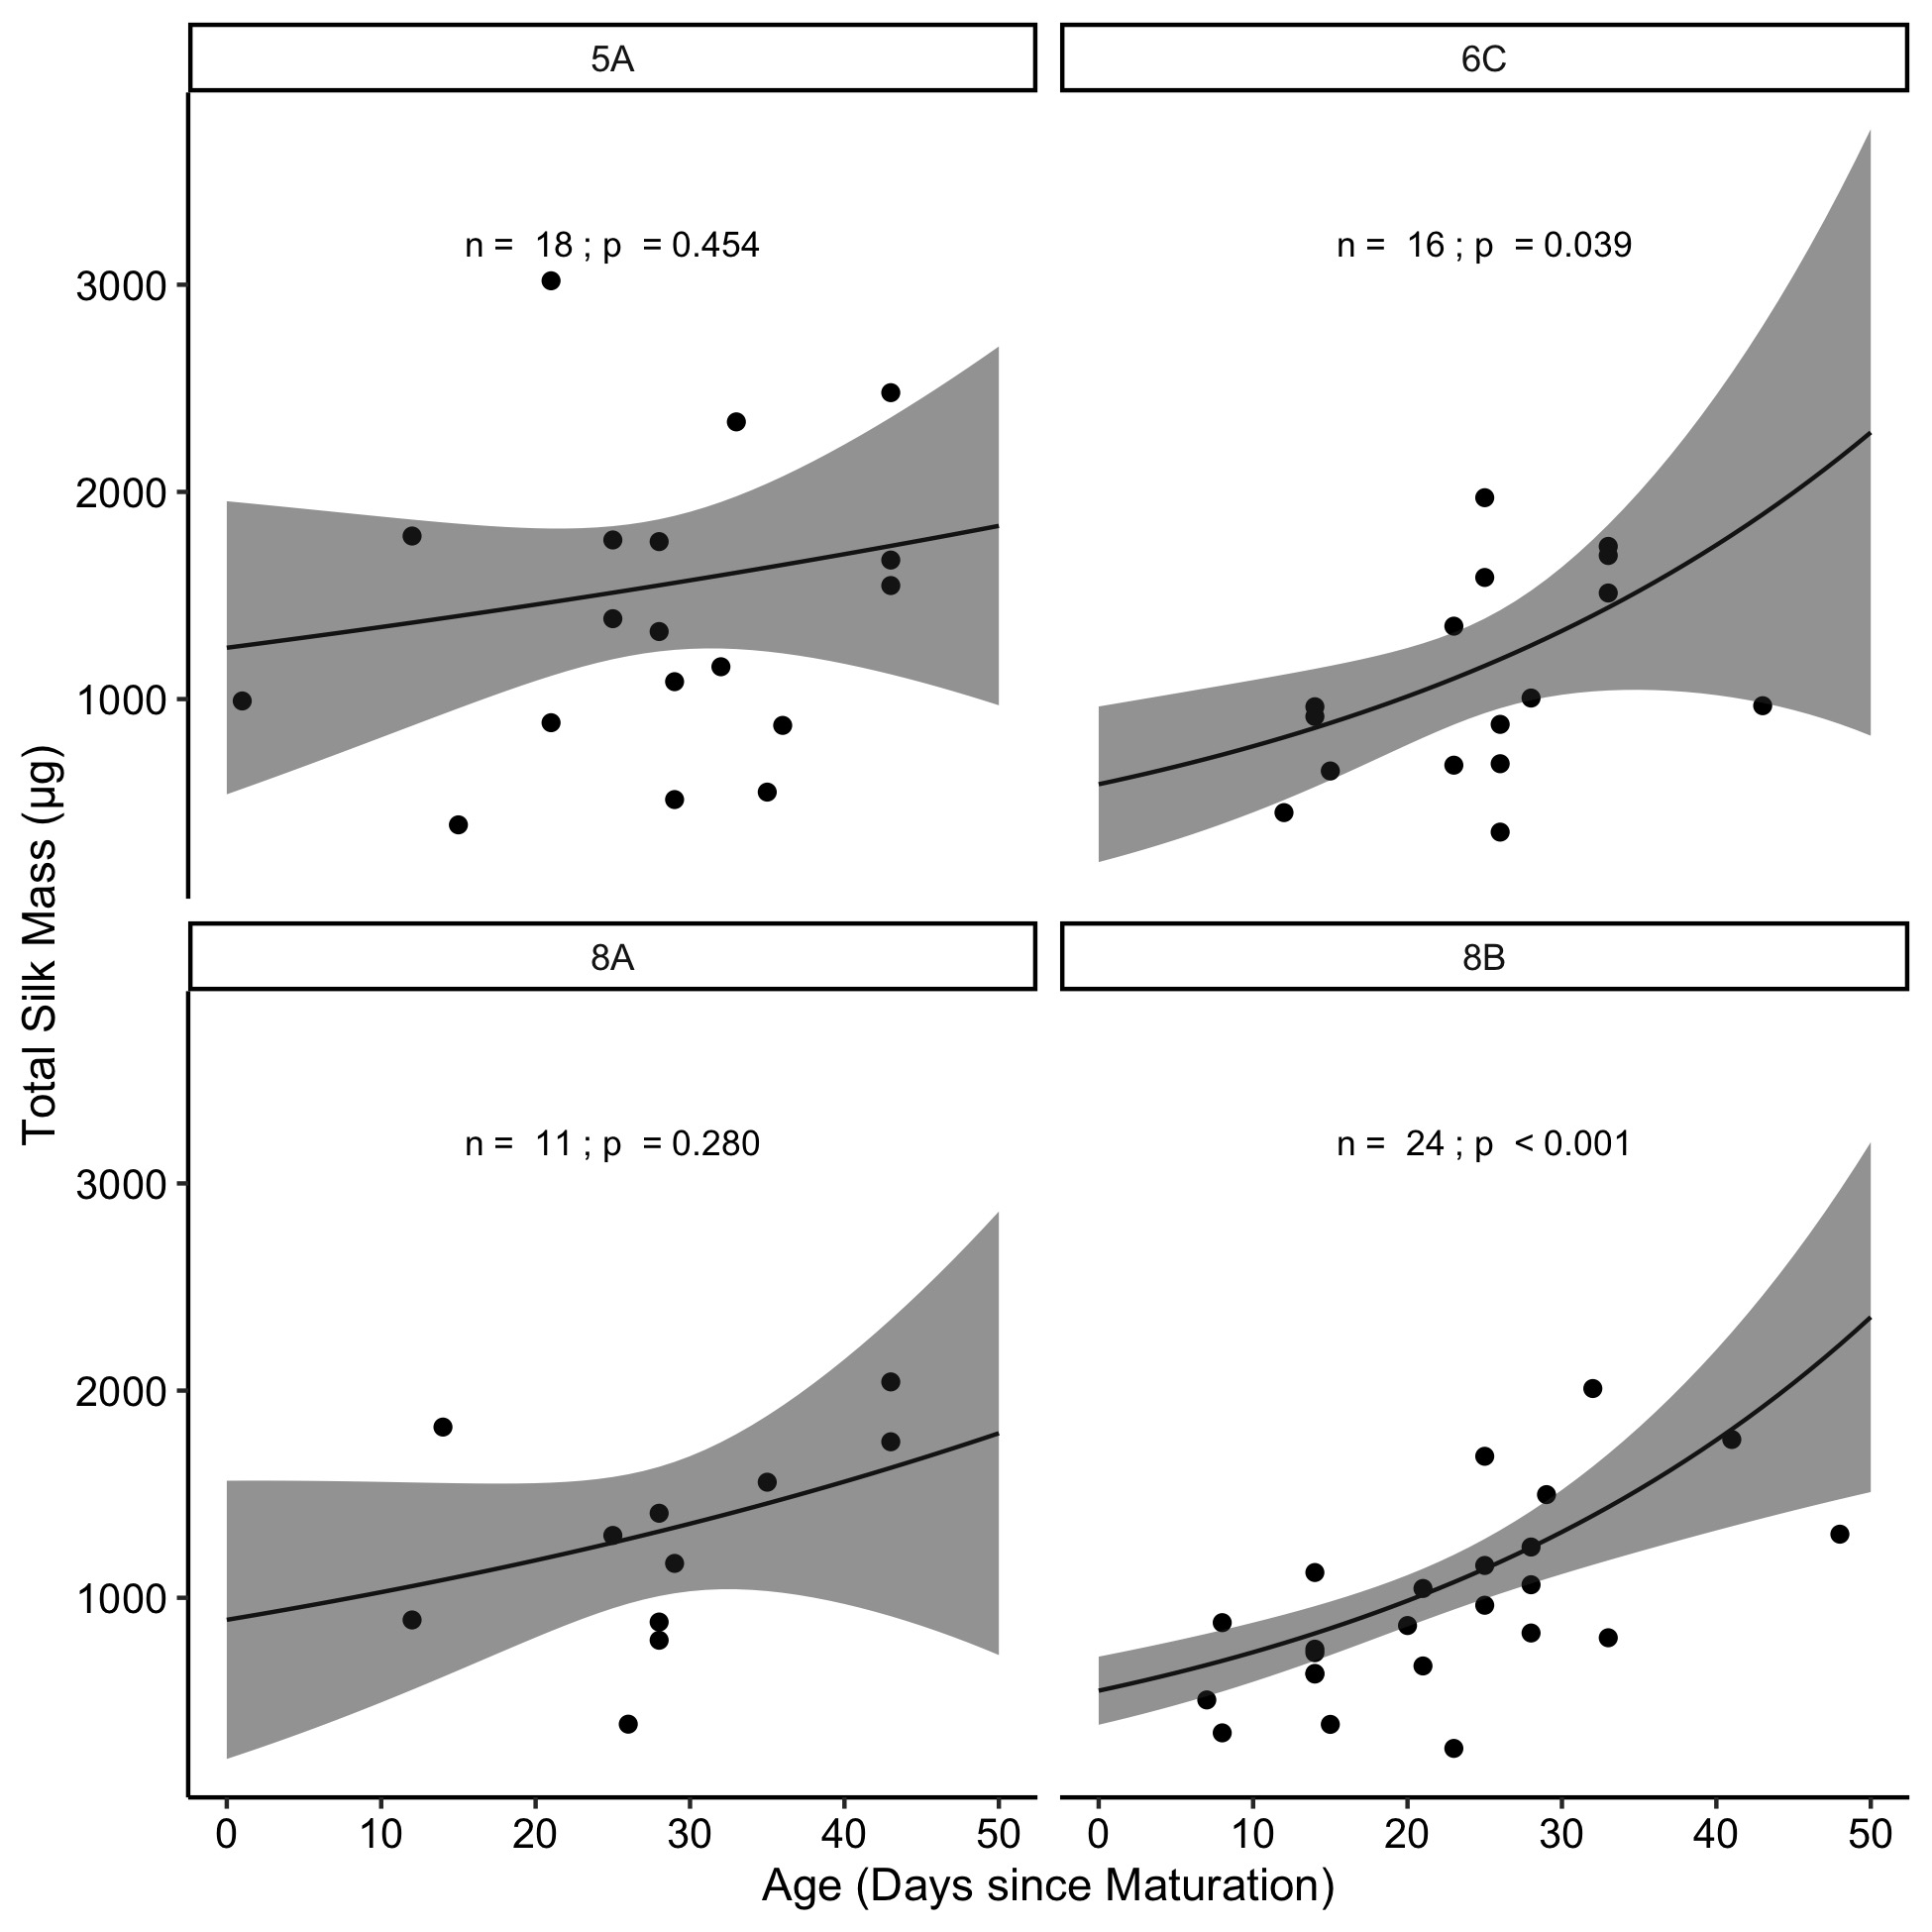 5A
6C
n = 18 ; p = 0.454
n = 16 ; p = 0.039
3000
2000
1000
Total Silk Mass (µg)
8A
8B
n = 11 ; p = 0.280
n = 24 ; p < 0.001
3000
2000
1000
0 10 20 30 40 50
0 10 20 30 40 50
Age (Days since Maturation)